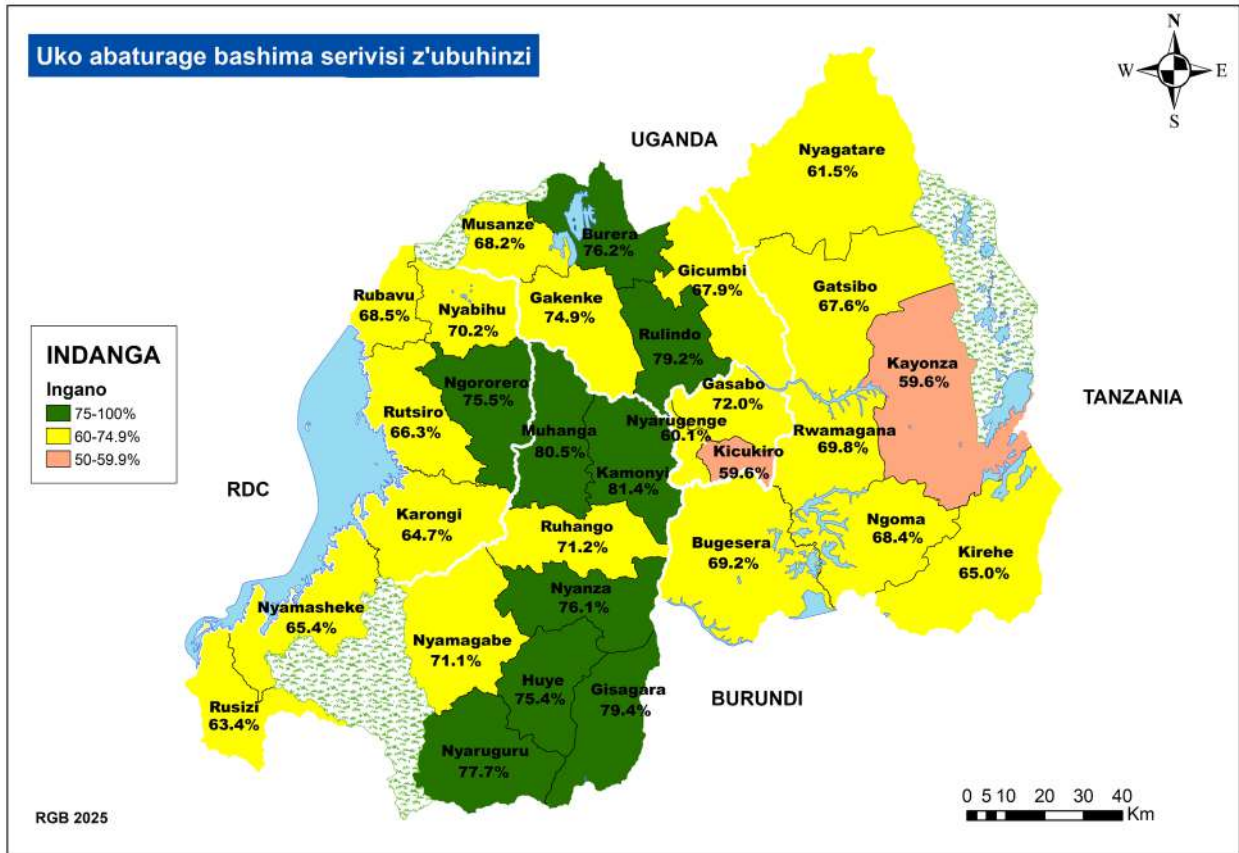 Uko abaturage bashima serivisi z'ubuhinzi
N
W E
S
UGANDA
Nyagatare
61.5%
Musanze
68.2%
Burera
76.2%
Gicumbi
67.9%
Gatsibo
67.6%
Rubavu
68.5%
Nyabihu
70.2%
Gakenke
74.9%
Rulindo
79.2%
Kayonza
59.6%
INDANGA
Ingano
75-100%
60-74.9%
50-59.9%
Ngororero
75.5%
Gasabo
72.0%
TANZANIA
Rutsiro
66.3%
Muhanga
80.5%
Nyarugenge
60.1%
Rwamagana
69.8%
Kicukiro
59.6%
Kamonyi
81.4%
RDC
Karongi
64.7%
Ruhango
71.2%
Bugesera
69.2%
Ngoma
68.4%
Kirehe
65.0%
Nyamasheke
65.4%
Nyanza
76.1%
Nyamagabe
71.1%
Huye
75.4%
Gisagara
79.4%
BURUNDI
Rusizi
63.4%
Nyaruguru
77.7%
RGB 2025
0 5 10 20 30 40
Km